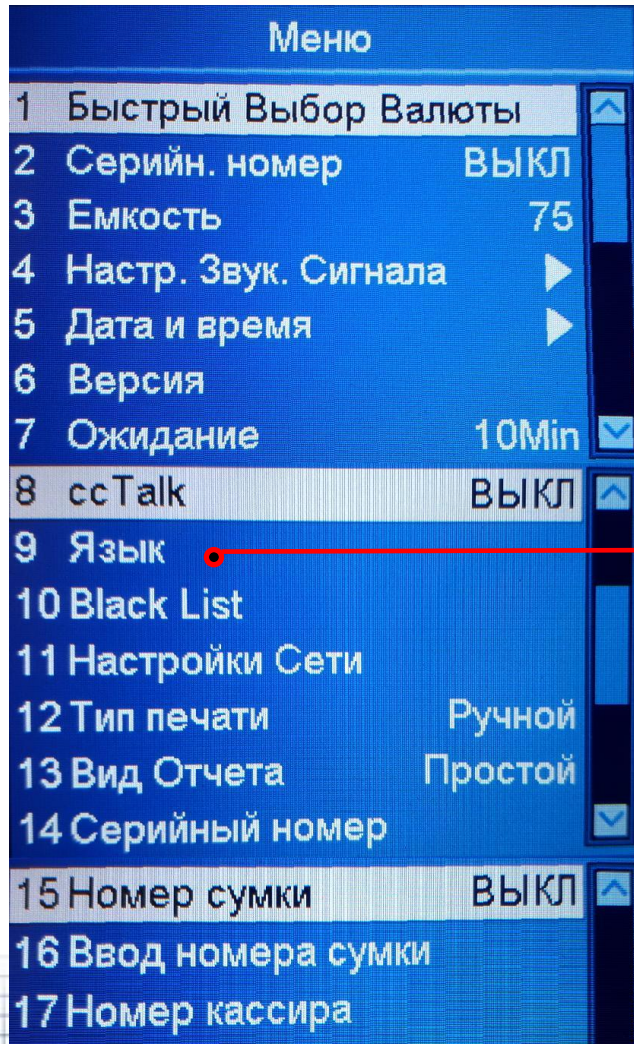 Меню
1 Быстрый Выбор Валюты
2 Серийн. номер ВЫКЛ
3 Емкость 75
4 Настр. Звук. Сигнала
5 Дата и время
6 Версия
7 Ожидание 10Min
8 ccTalk ВЫКЛ
9 Язык
10 Black List
11 Настройки Сети
12 Тип печати Ручной
13 Вид Отчета Простой
14 Серийный номер
15 Номер сумки ВЫКЛ
16 Ввод номера сумки
17 Номер кассира